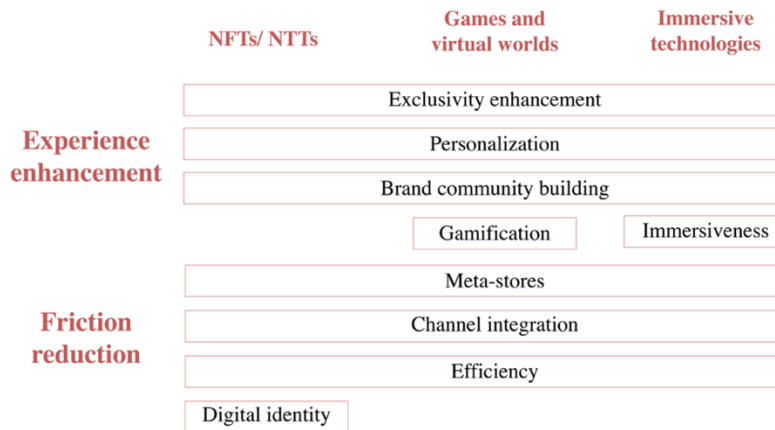 NFTs/ NTTs
Games and
virtual worlds
Immersive
technologies
Experience
enhancement
Exclusivity enhancement
Personalization
Brand community building
Gamification
Immersiveness
Friction
reduction
Meta-stores
Channel integration
Efficiency
Digital identity